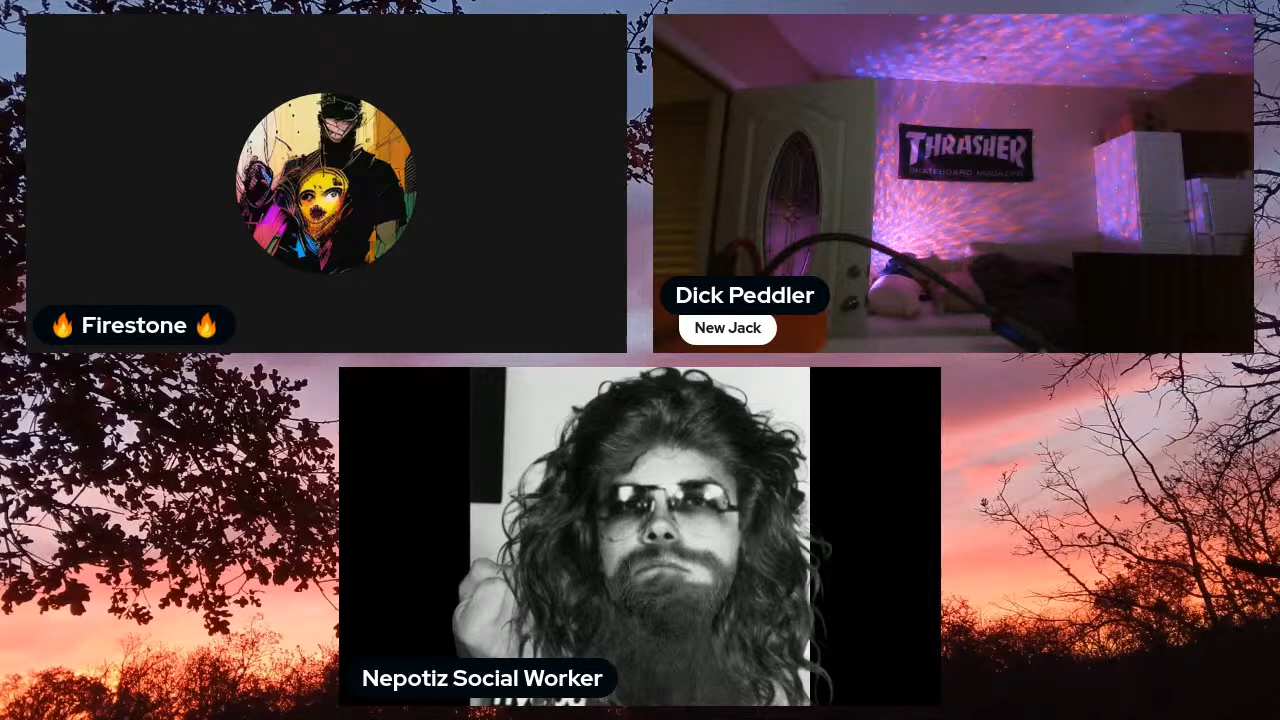 🔥 Firestone 🔥
THRASHER
SKATEBOARD MAGAZINE
Dick Peddler
New Jack
Nepotiz Social Worker